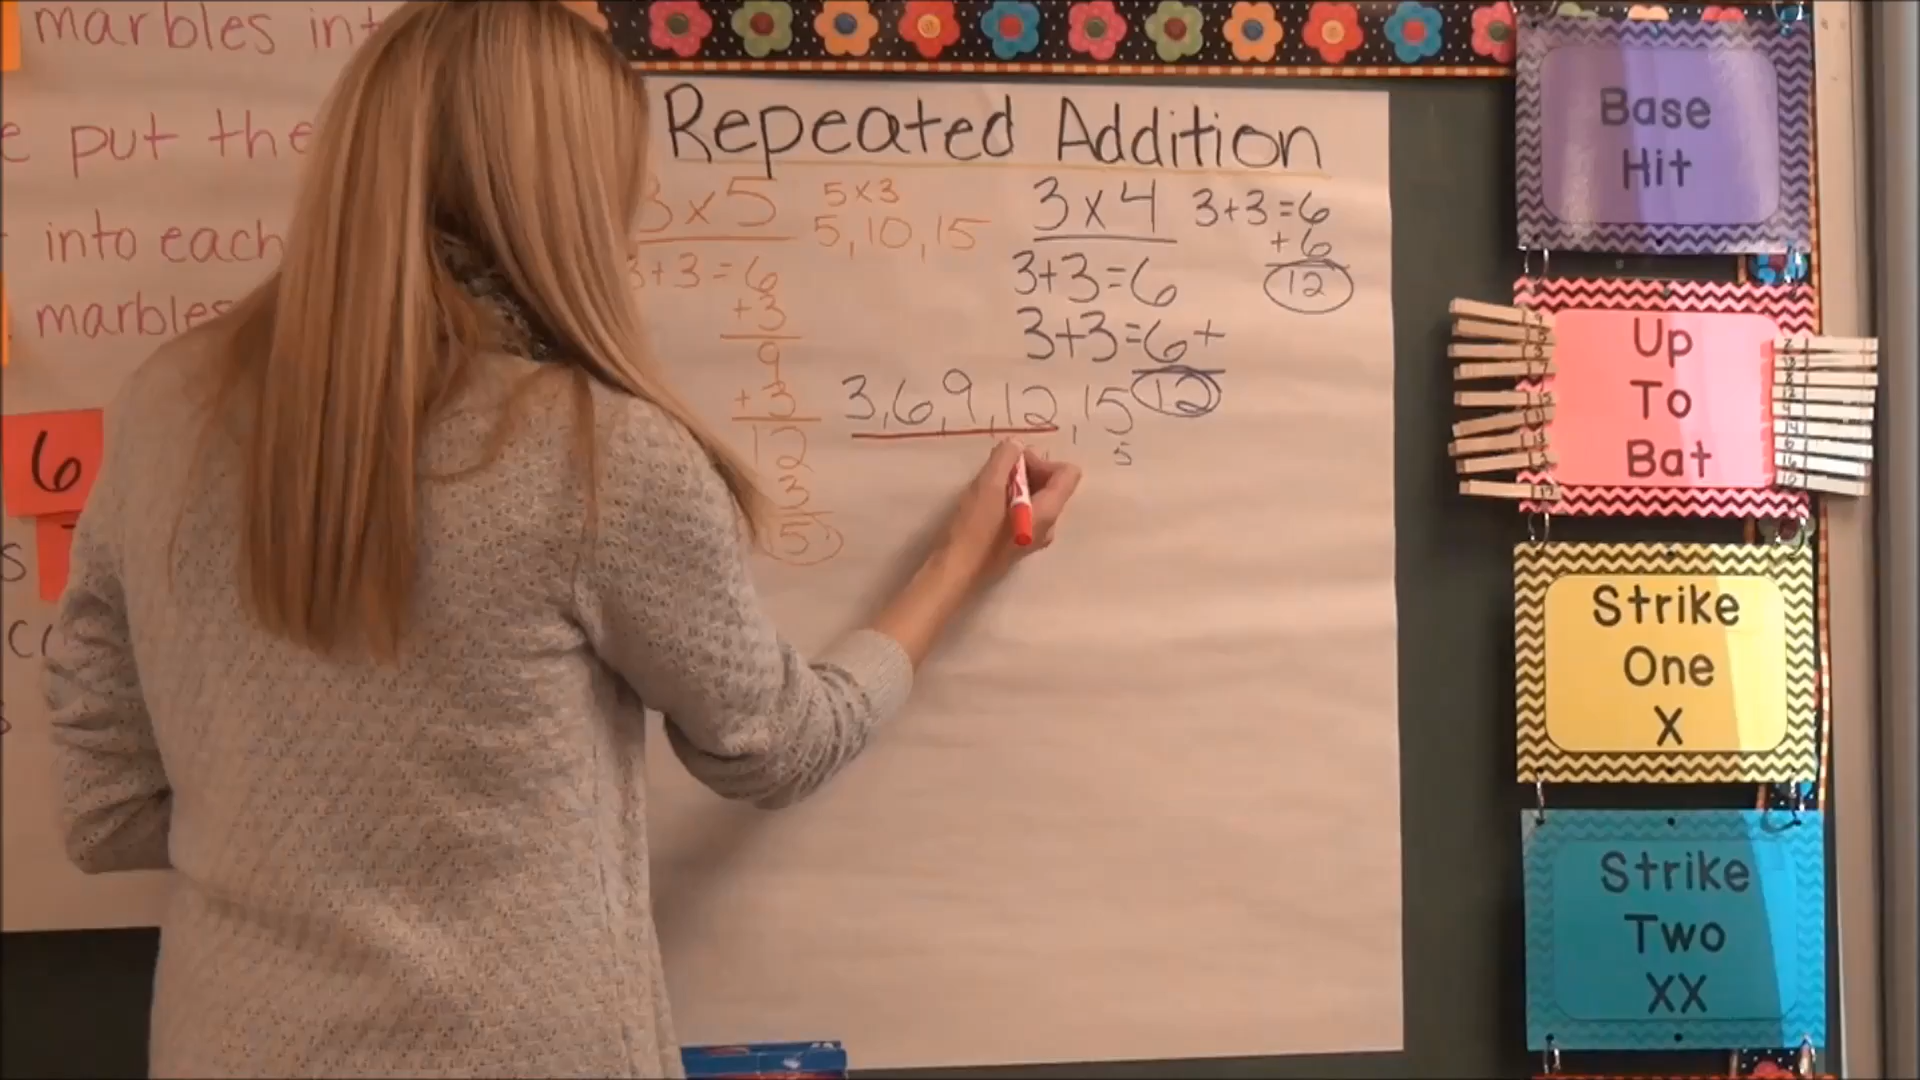 marbles int
put the
into each
marbles
6
Repeated Addition
3x5
3+3=6
+3
9
+3
12
3
15
5x3
5,10,15
3x4
3+3=6
3+3=6+
12
3+3=6
+6
12
3,6,9,12,15
5
Base
Hit
Up
To
Bat
Strike
One
X
Strike
Two
XX